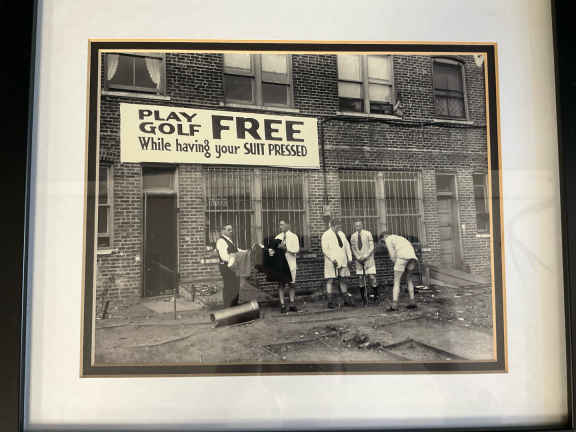 PLAY
GOLF FREE
While having your SUIT PRESSED